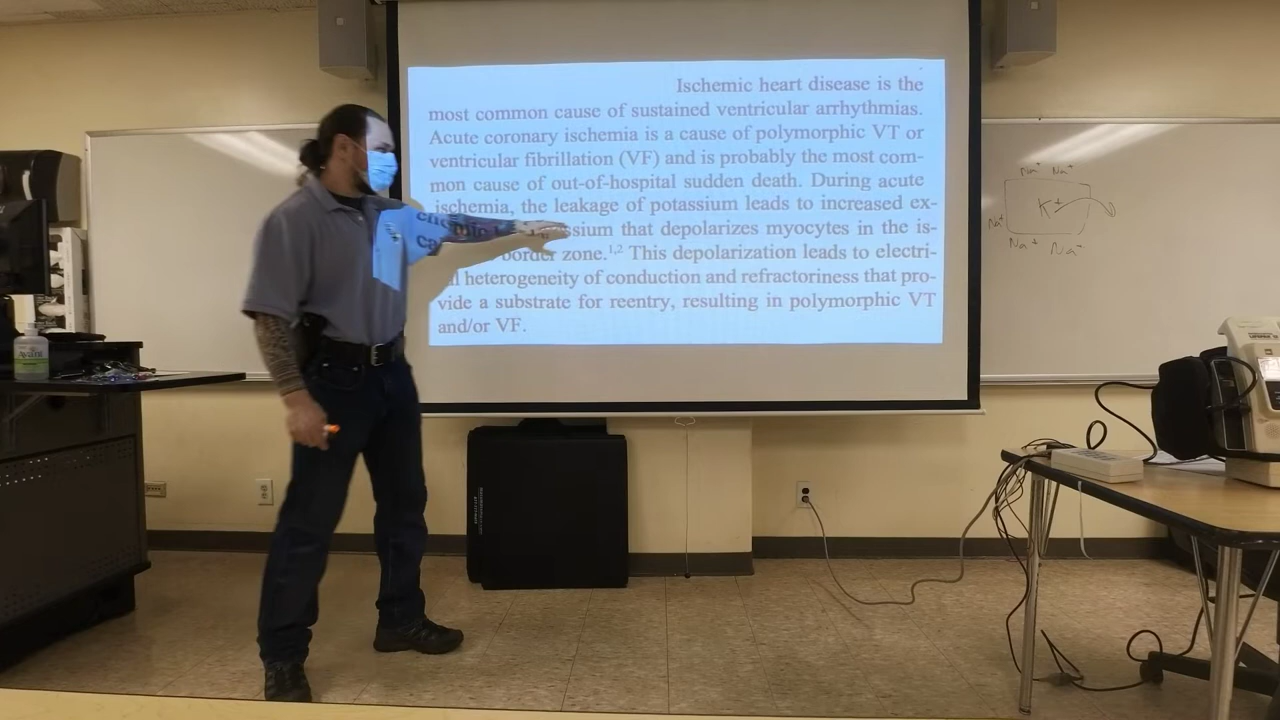 Ischemic heart disease is the
most common cause of sustained ventricular arrhythmias.
Acute coronary ischemia is a cause of polymorphic VT or
ventricular fibrillation (VF) and is probably the most com-
mon cause of out-of-hospital sudden death. During acute
ischemia, the leakage of potassium leads to increased ex-
ssium that depolarizes myocytes in the is-
border zone.1,2 This depolarization leads to electri-
l heterogeneity of conduction and refractoriness that pro-
vide a substrate for reentry, resulting in polymorphic VT
and/or VF.
Na+ Na+
Na+ K+
Na+ Na+